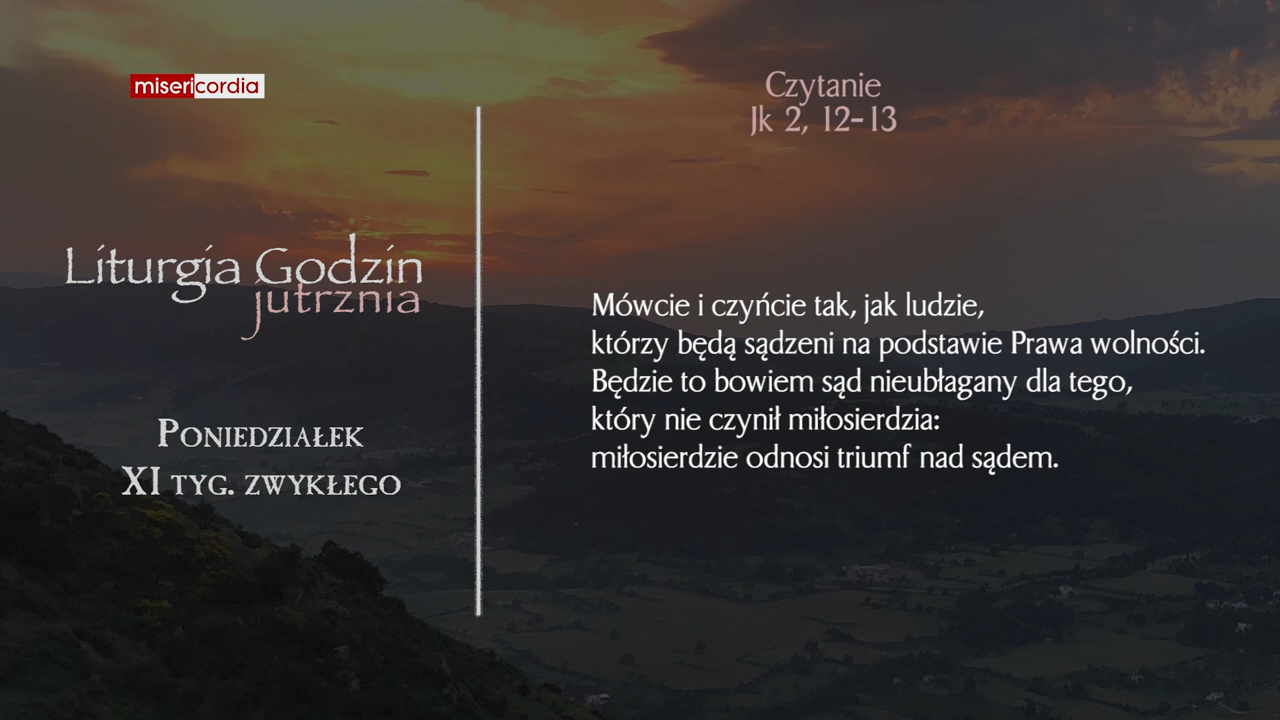 misericordia
Liturgia Godzin
jutrznia
Poniedziałek
XI tyg. zwykłego
Czytanie
Jk 2, 12-13
Mówcie i czyńcie tak, jak ludzie,
którzy będą sądzeni na podstawie Prawa wolności.
Będzie to bowiem sąd nieubłagany dla tego,
który nie czynił miłosierdzia:
miłosierdzie odnosi triumf nad sądem.